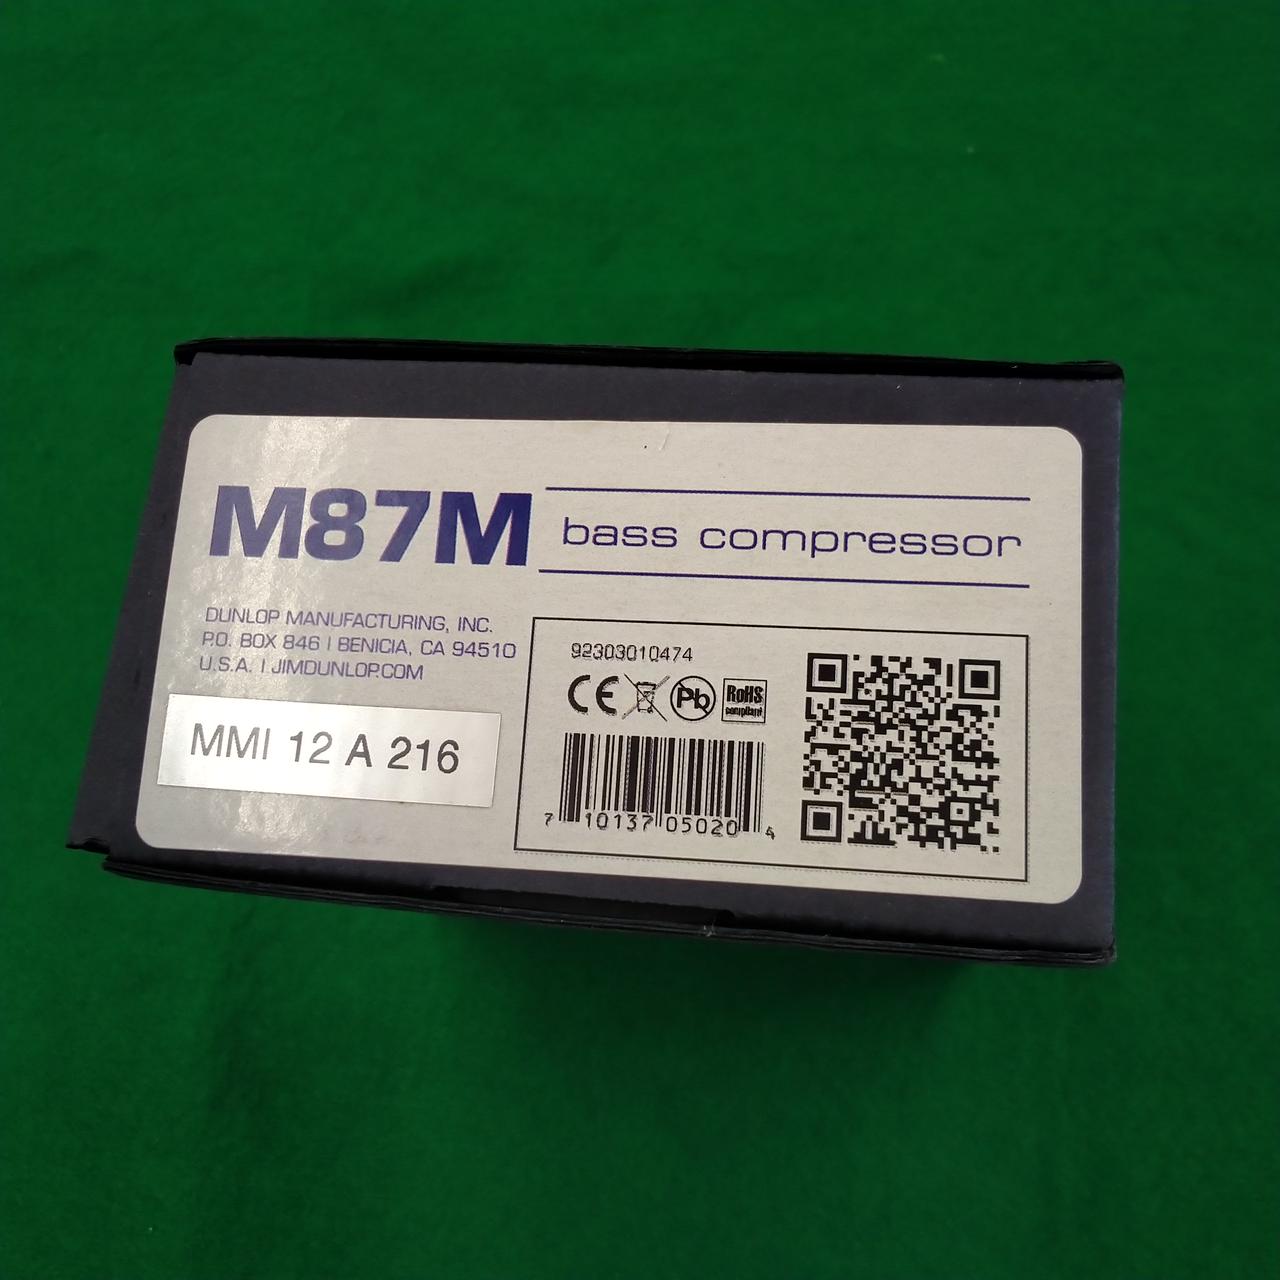 M87M
bass compressor
DUNLOP MANUFACTURING, INC.
P.O. BOX 846 | BENICIA, CA 94510
U.S.A. | JIMDUNLOP.COM
MMI 12 A 216
92303010474
CE Pb RoHS
compliant
7 10137 05020 4